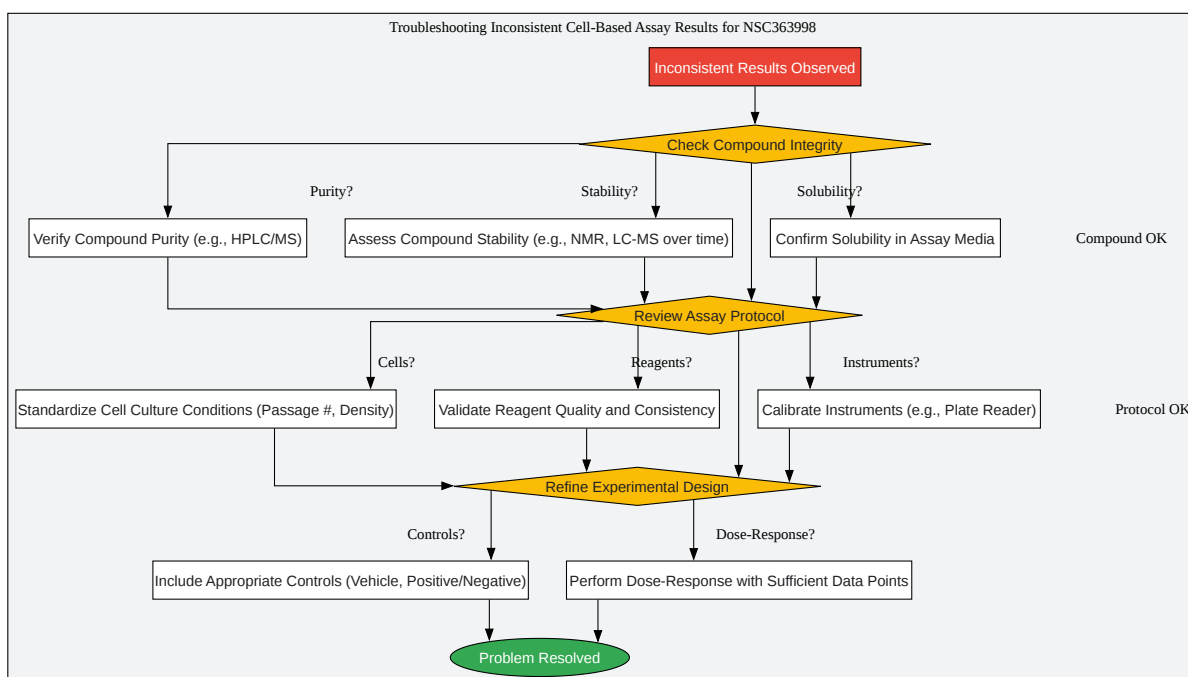 Troubleshooting Inconsistent Cell-Based Assay Results for NSC363998
Inconsistent Results Observed
Check Compound Integrity
Purity?
Stability?
Solubility?
Verify Compound Purity (e.g., HPLC/MS)
Assess Compound Stability (e.g., NMR, LC-MS over time)
Confirm Solubility in Assay Media
Compound OK
Review Assay Protocol
Cells?
Reagents?
Instruments?
Standardize Cell Culture Conditions (Passage #, Density)
Validate Reagent Quality and Consistency
Calibrate Instruments (e.g., Plate Reader)
Protocol OK
Refine Experimental Design
Controls?
Dose-Response?
Include Appropriate Controls (Vehicle, Positive/Negative)
Perform Dose-Response with Sufficient Data Points
Problem Resolved